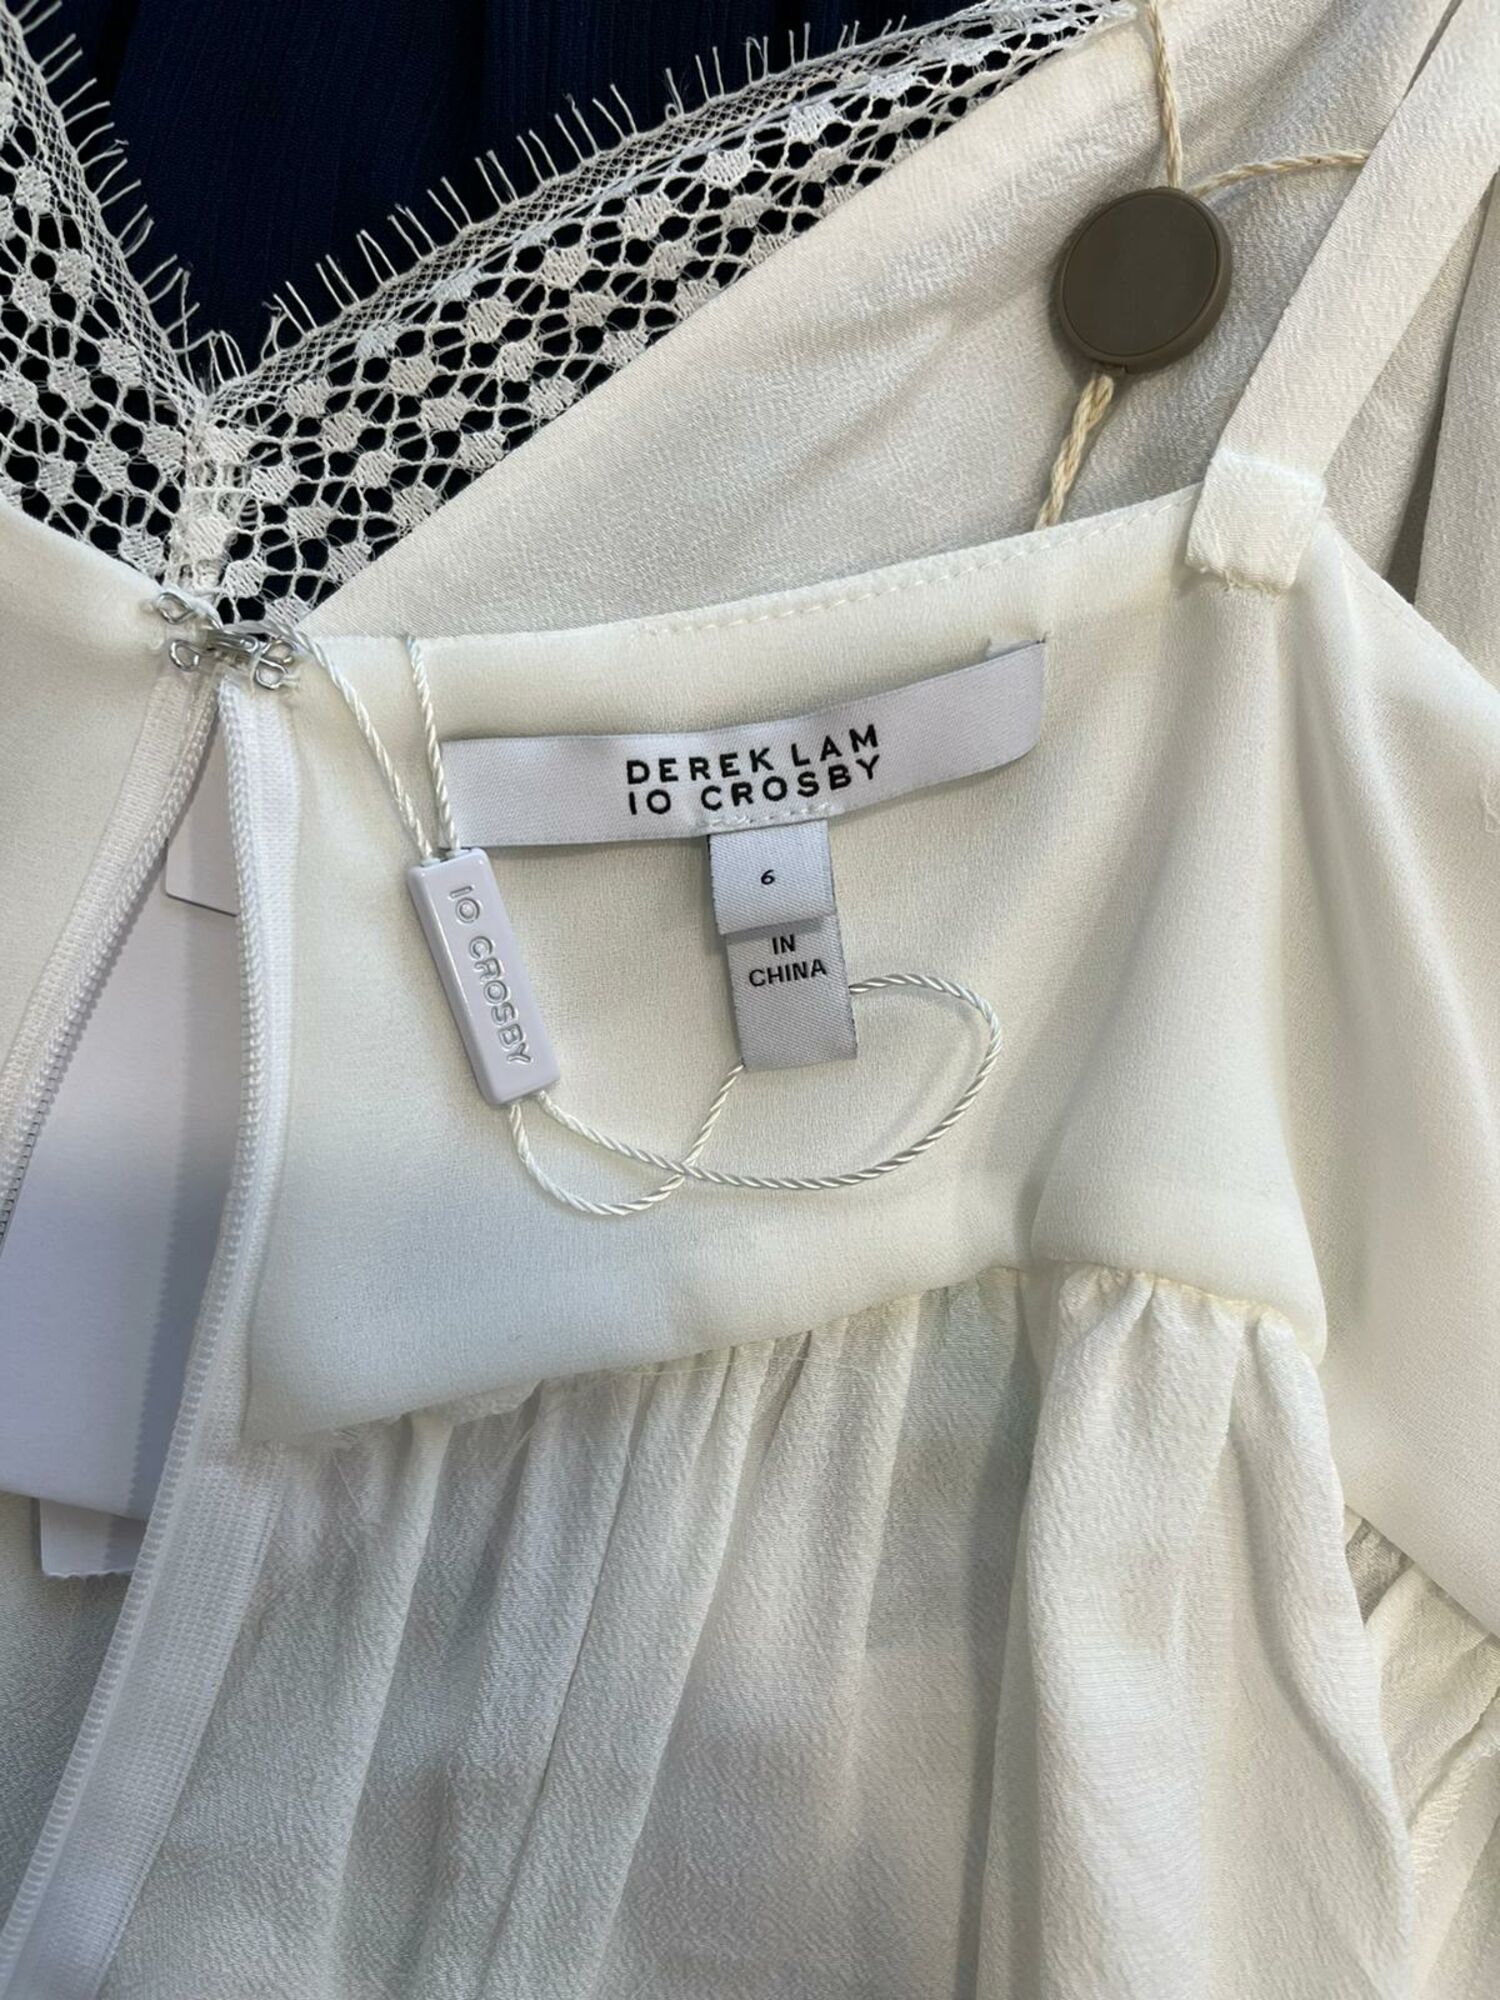 DEREK LAM
10 CROSBY
6
IN
CHINA
10 CROSBY